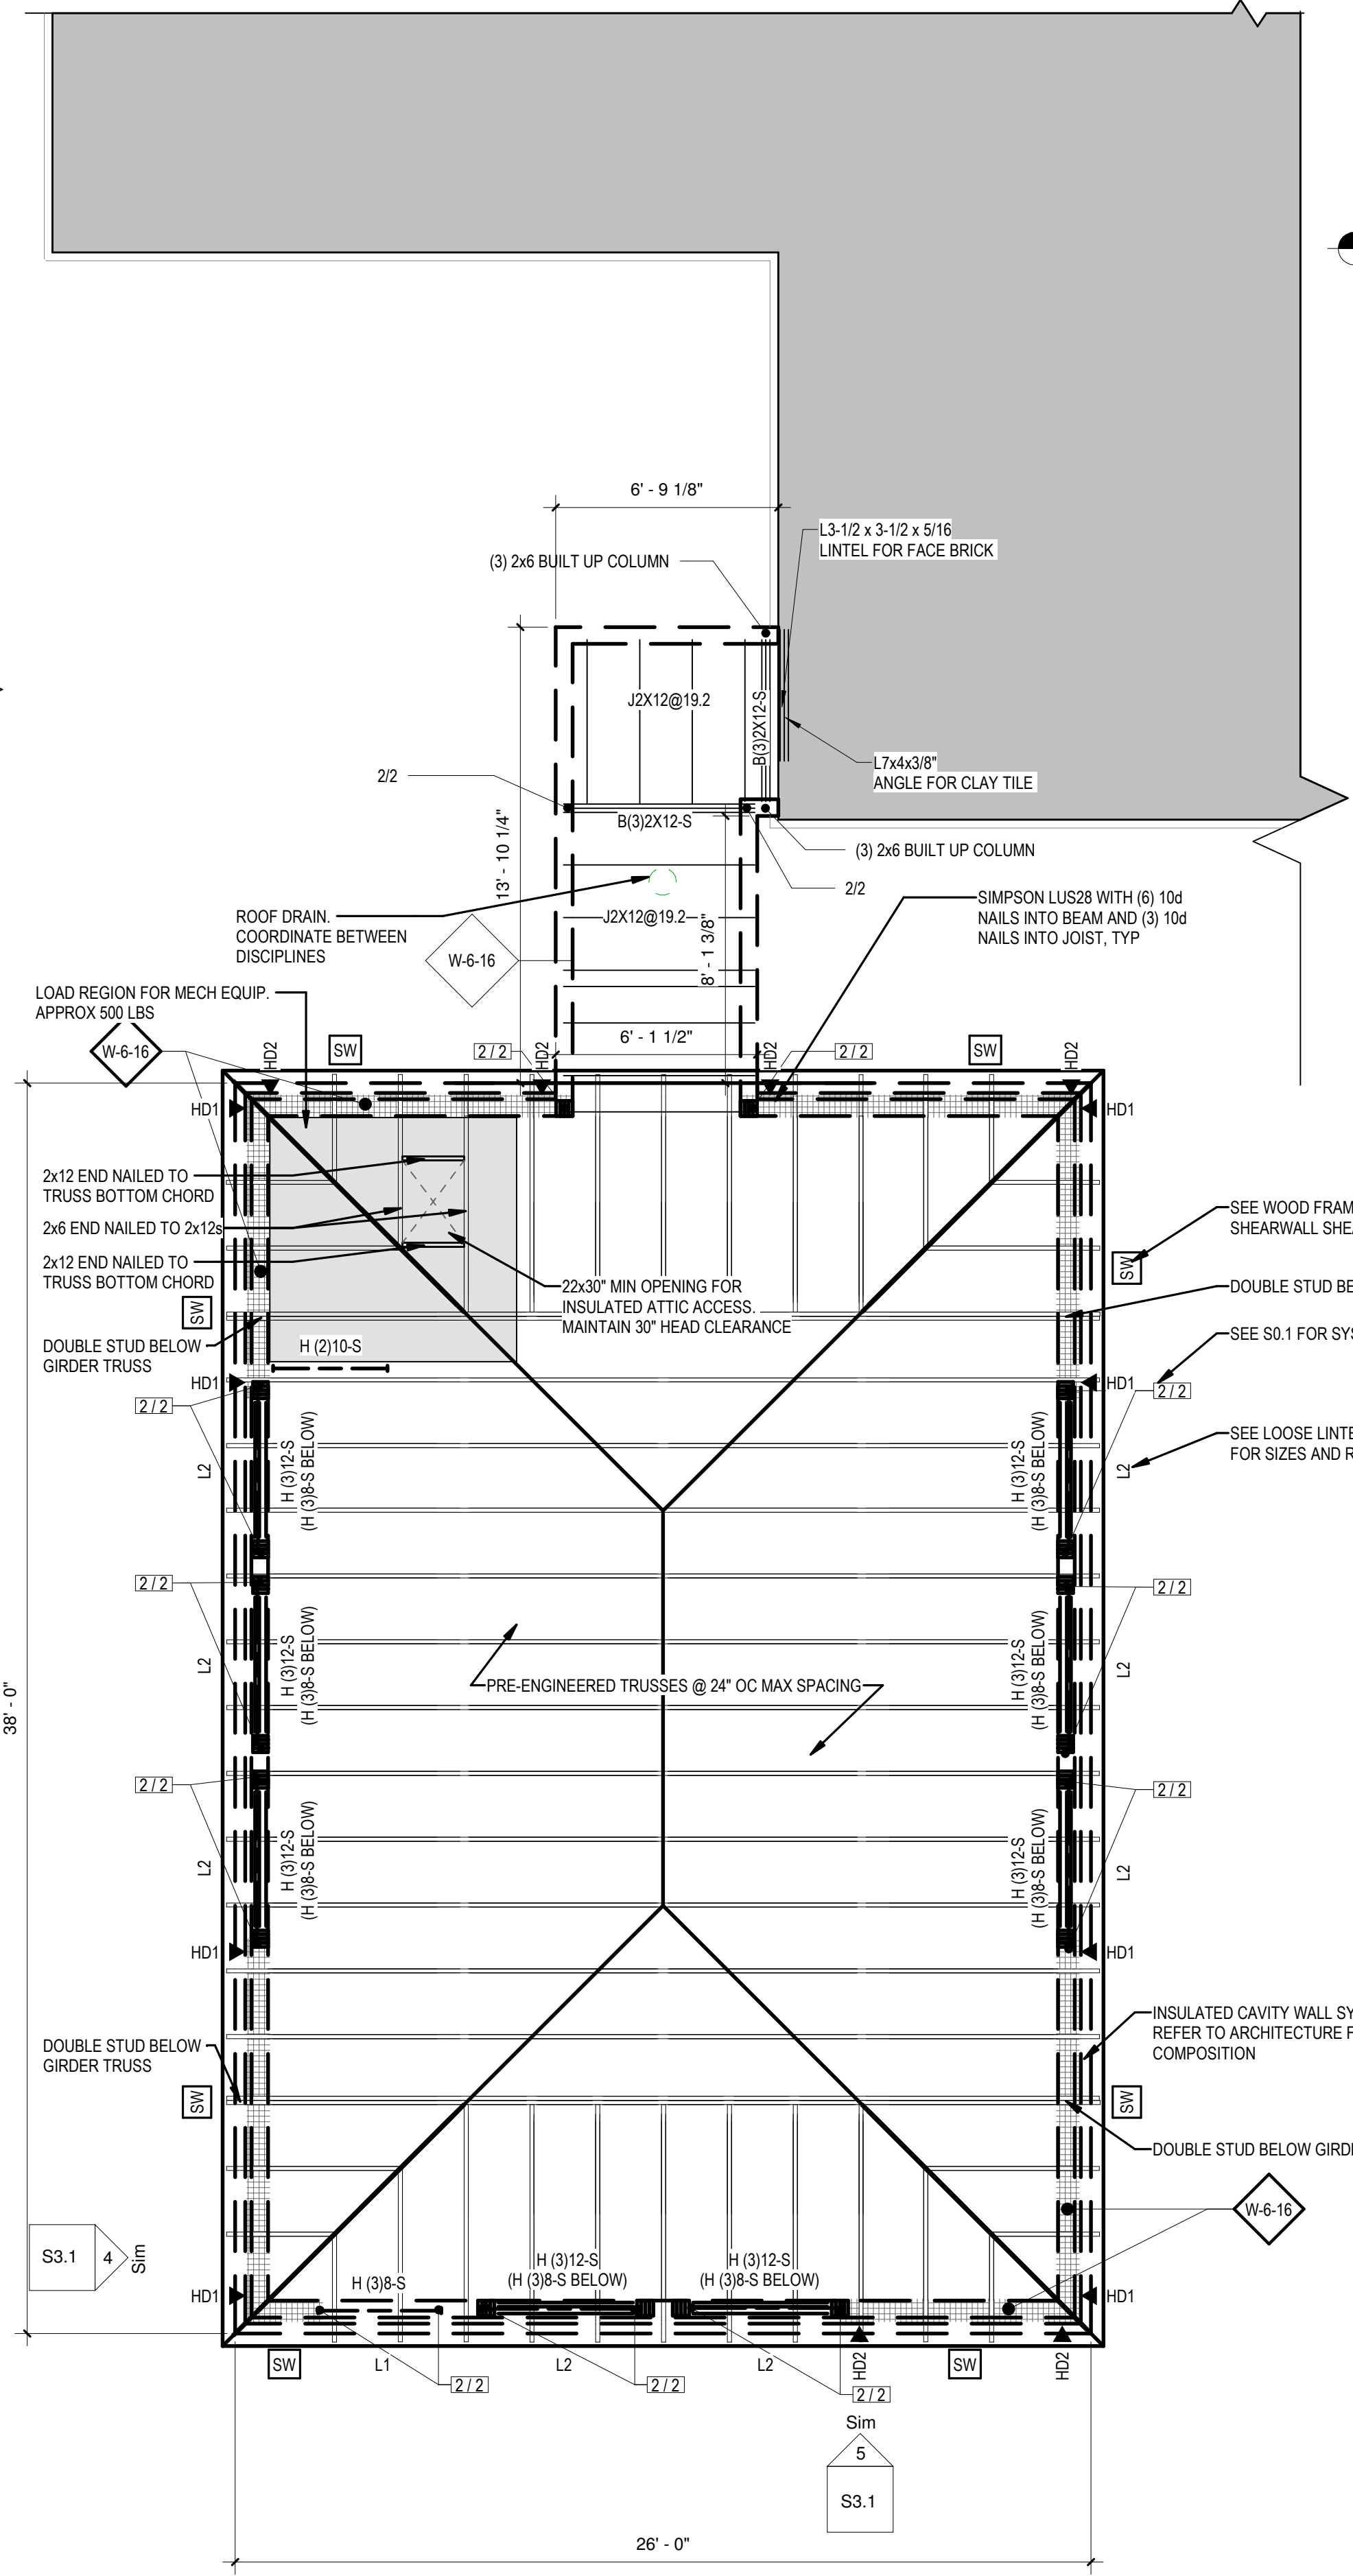 6' - 9 1/8"
L3-1/2 x 3-1/2 x 5/16
LINTEL FOR FACE BRICK
(3) 2x6 BUILT UP COLUMN
J2X12@19.2
B(3)2X12-S
L7x4x3/8"
ANGLE FOR CLAY TILE
2/2
B(3)2X12-S
13' - 10 1/4"
(3) 2x6 BUILT UP COLUMN
2/2
SIMPSON LUS28 WITH (6) 10d
NAILS INTO BEAM AND (3) 10d
NAILS INTO JOIST, TYP
ROOF DRAIN.
COORDINATE BETWEEN
DISCIPLINES
J2X12@19.2
8' - 1 3/8"
W-6-16
LOAD REGION FOR MECH EQUIP.
APPROX 500 LBS
W-6-16
6' - 1 1/2"
SW
HD2
2 / 2
HD2
HD2
2 / 2
SW
HD2
HD1
HD1
2x12 END NAILED TO
TRUSS BOTTOM CHORD
2x6 END NAILED TO 2x12s
2x12 END NAILED TO
TRUSS BOTTOM CHORD
x
SEE WOOD FRAM
SHEARWALL SHE
SW
SW
22x30" MIN OPENING FOR
INSULATED ATTIC ACCESS.
MAINTAIN 30" HEAD CLEARANCE
DOUBLE STUD BE
DOUBLE STUD BELOW
GIRDER TRUSS
H (2)10-S
SEE S0.1 FOR SYS
HD1
HD1
2 / 2
2 / 2
L2
H (3)12-S
(H (3)8-S BELOW)
H (3)12-S
(H (3)8-S BELOW)
L2
SEE LOOSE LINTE
FOR SIZES AND R
2 / 2
2 / 2
L2
H (3)12-S
(H (3)8-S BELOW)
H (3)12-S
(H (3)8-S BELOW)
L2
PRE-ENGINEERED TRUSSES @ 24" OC MAX SPACING
38' - 0"
2 / 2
2 / 2
L2
H (3)12-S
(H (3)8-S BELOW)
H (3)12-S
(H (3)8-S BELOW)
L2
HD1
HD1
INSULATED CAVITY WALL SY
REFER TO ARCHITECTURE F
COMPOSITION
DOUBLE STUD BELOW
GIRDER TRUSS
SW
SW
DOUBLE STUD BELOW GIRD
W-6-16
S3.1
4
Sim
HD1
H (3)8-S
H (3)12-S
(H (3)8-S BELOW)
H (3)12-S
(H (3)8-S BELOW)
HD1
SW
L1
2 / 2
L2
2 / 2
L2
HD2
2 / 2
SW
HD2
Sim
5
S3.1
26' - 0"